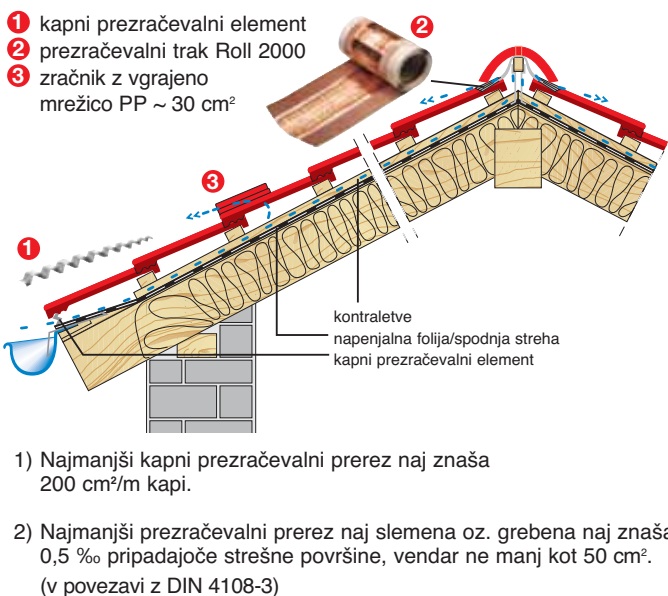 1 kapni prezračevalni element
2 prezračevalni trak Roll 2000
3 zračnik z vgrajeno
mrežico PP ~ 30 cm²
2
3
1
kontraletve
napenjalna folija/spodnja streha
kapni prezračevalni element
1) Najmanjši kapni prezračevalni prerez naj znaša
200 cm²/m kapi.
2) Najmanjši prezračevalni prerez naj slemena oz. grebena naj znaša
0,5 ‰ pripadajoče strešne površine, vendar ne manj kot 50 cm².
(v povezavi z DIN 4108-3)